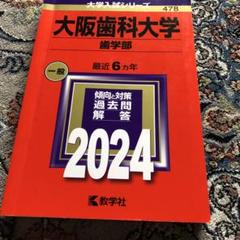 大学入試シリーズ
478
大阪歯科大学
歯学部
一般
最近6カ年
傾向と対策
過去問
解答
2024
教学社